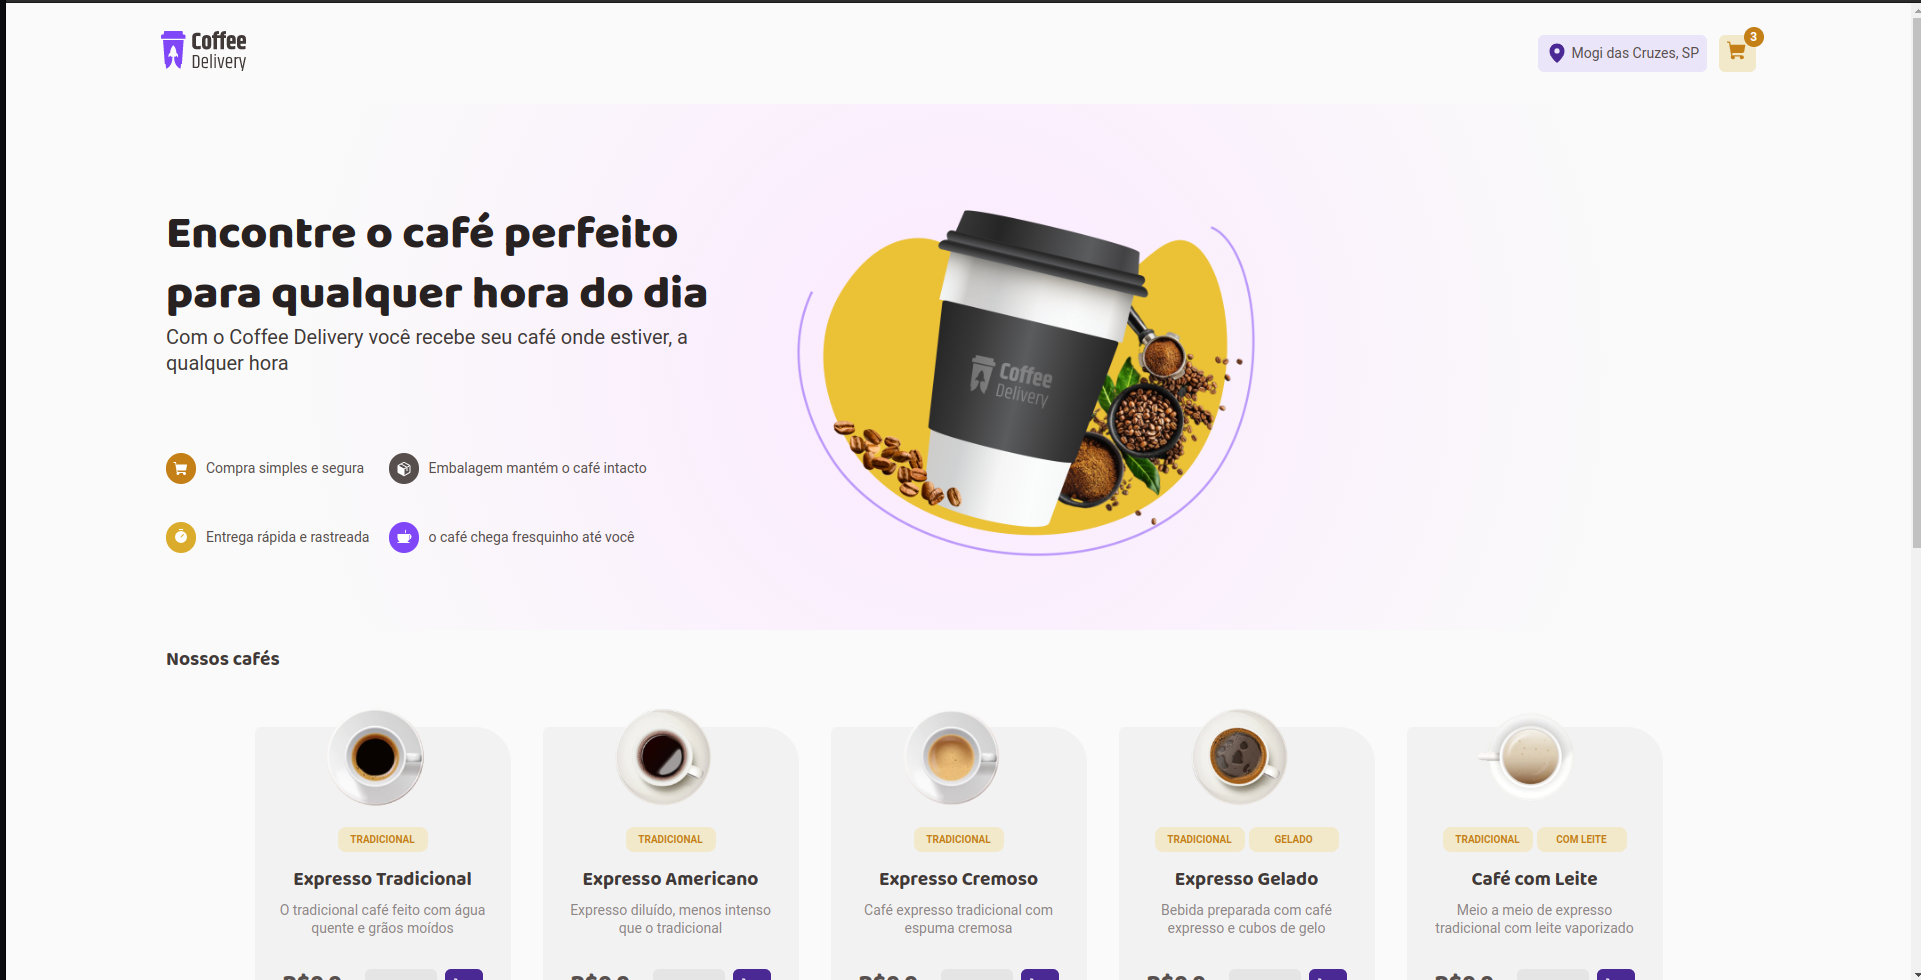 Coffee
Delivery
Mogi das Cruzes, SP
3
Encontre o café perfeito
para qualquer hora do dia
Com o Coffee Delivery você recebe seu café onde estiver, a
qualquer hora
Coffee
Delivery
Compra simples e segura
Embalagem mantém o café intacto
Entrega rápida e rastreada
o café chega fresquinho até você
Nossos cafés
TRADICIONAL
Expresso Tradicional
O tradicional café feito com água
quente e grãos moídos
TRADICIONAL
Expresso Americano
Expresso diluído, menos intenso
que o tradicional
TRADICIONAL
Expresso Cremoso
Café expresso tradicional com
espuma cremosa
TRADICIONAL
GELADO
Expresso Gelado
Bebida preparada com café
expresso e cubos de gelo
TRADICIONAL
COM LEITE
Café com Leite
Meio a meio de expresso
tradicional com leite vaporizado